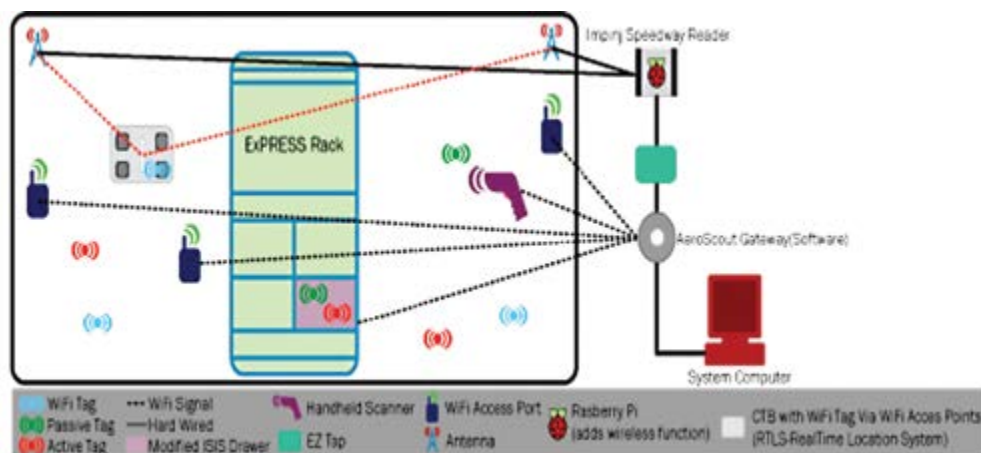 Impinj Speedway Reader
ExPRESS Rack
AeroScout Gateway(Software)
System Computer
WiFi Tag
Passive Tag
Active Tag
WiFi Signal
Hard Wired
Modified ISIS Drawer
Handheld Scanner
EZ Tap
WiFi Access Port
Antenna
Rasberry Pi
(adds wireless function)
CTB with WiFi Tag Via WiFi Acces Points
(RTLS-RealTime Location System)